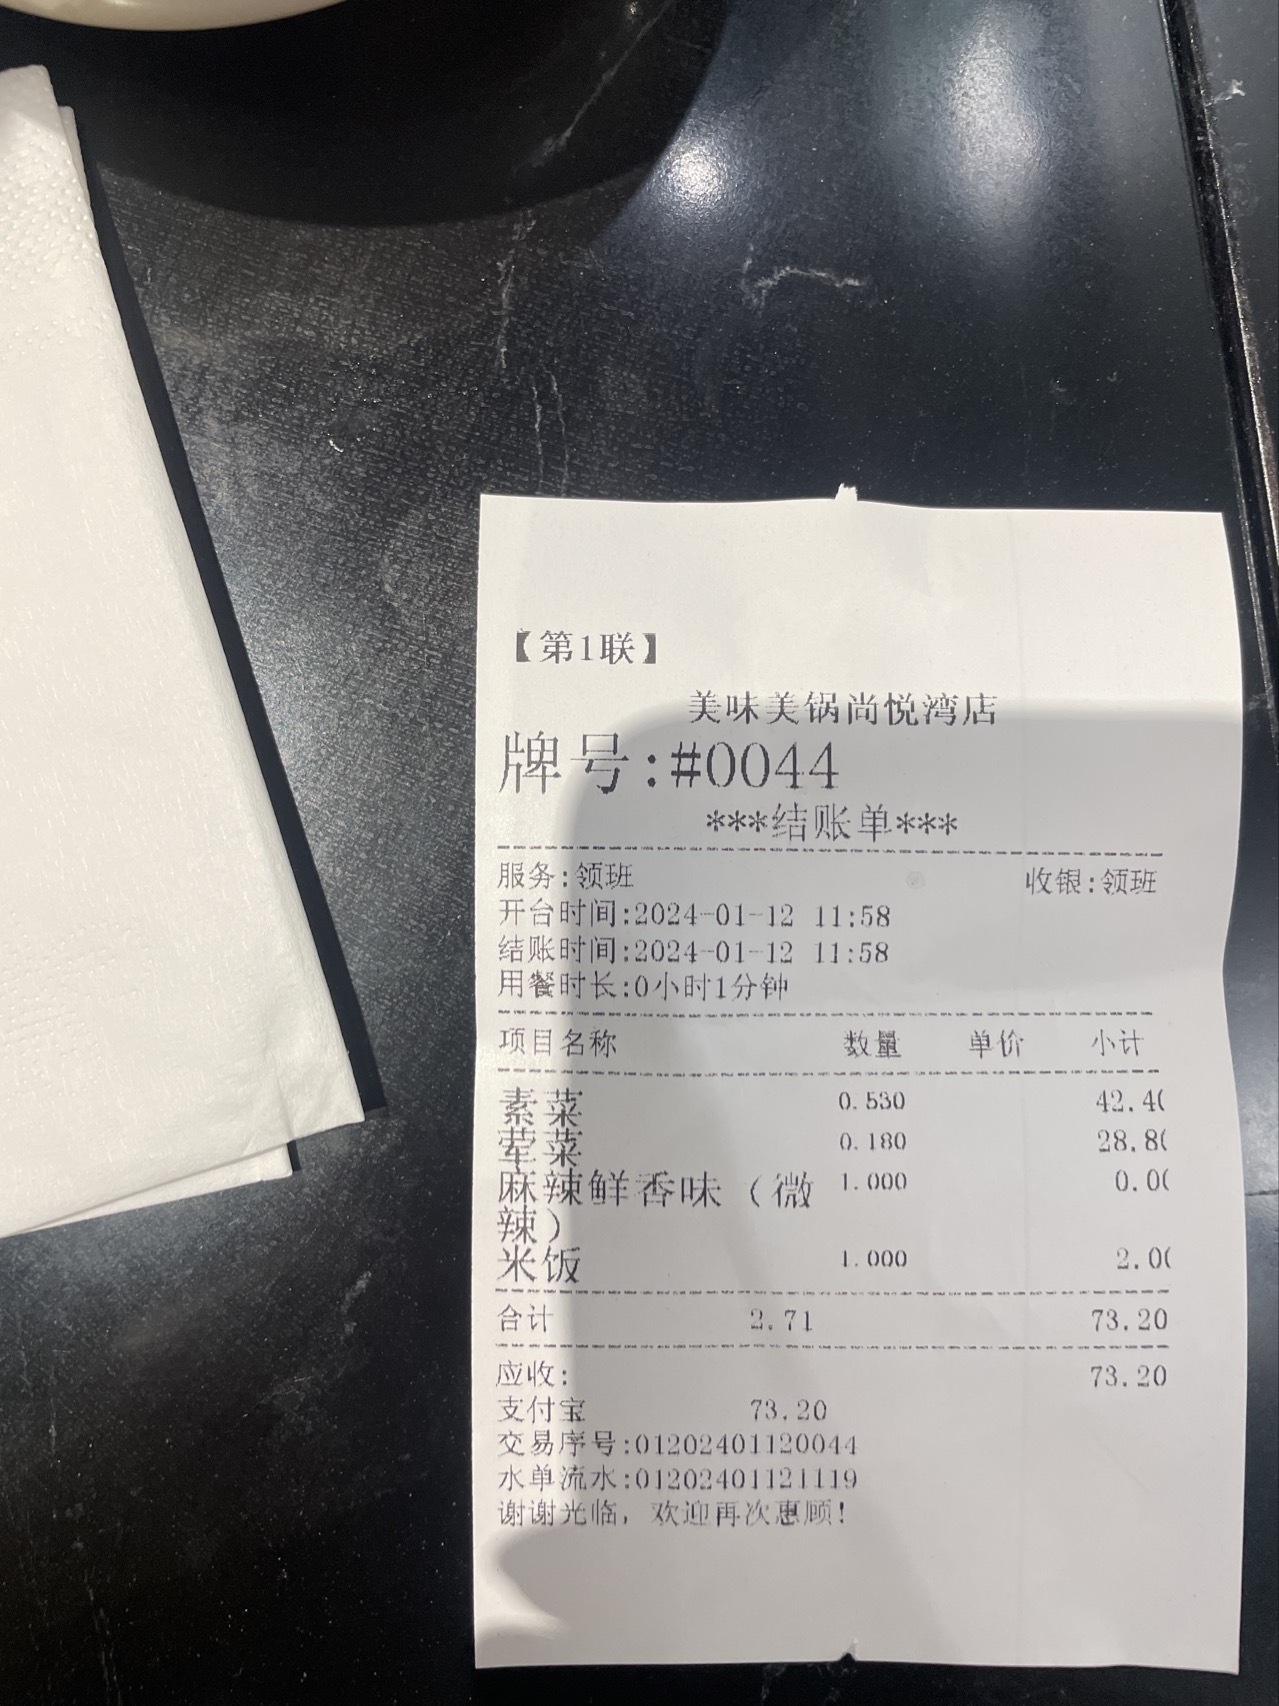 【第1联】
美味美锅尚悦湾店
牌号:#0044
***结账单***
服务:领班 收银:领班
开台时间:2024-01-12 11:58
结账时间:2024-01-12 11:58
用餐时长:0小时1分钟
项目名称 数量 单价 小计
素菜 0.530 42.40
荤菜 0.180 28.80
麻辣鲜香味（微 1.000 0.00
辣）
米饭 1.000 2.00
合计 2.71 73.20
应收: 73.20
支付宝 73.20
交易序号:01202401120044
水单流水:01202401121119
谢谢光临, 欢迎再次惠顾!